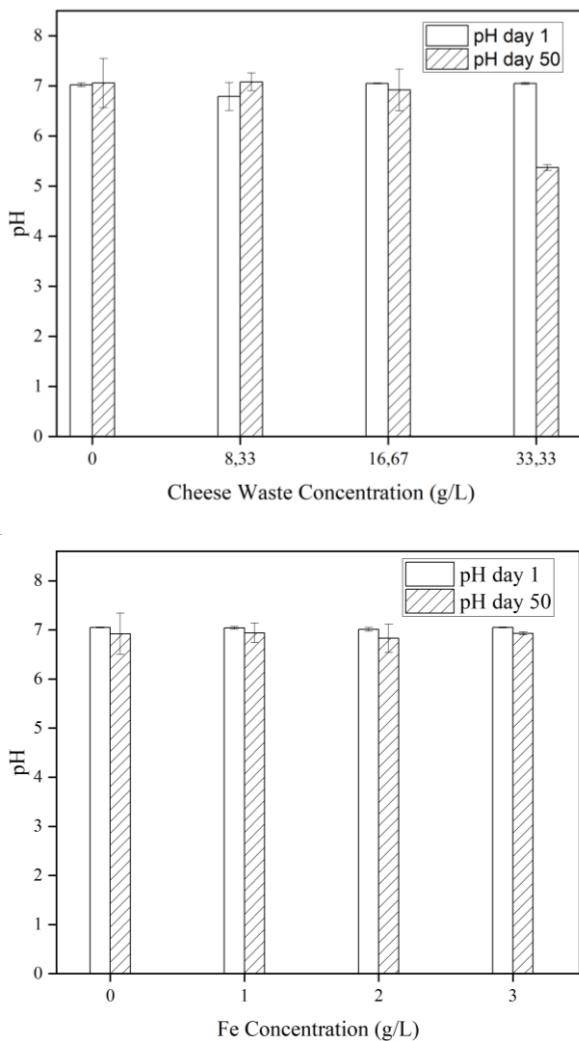 8
7
6
5
4
3
2
1
0
pH
pH day 1
pH day 50
0 8,33 16,67 33,33
Cheese Waste Concentration (g/L)
8
7
6
5
4
3
2
1
0
pH
pH day 1
pH day 50
0 1 2 3
Fe Concentration (g/L)